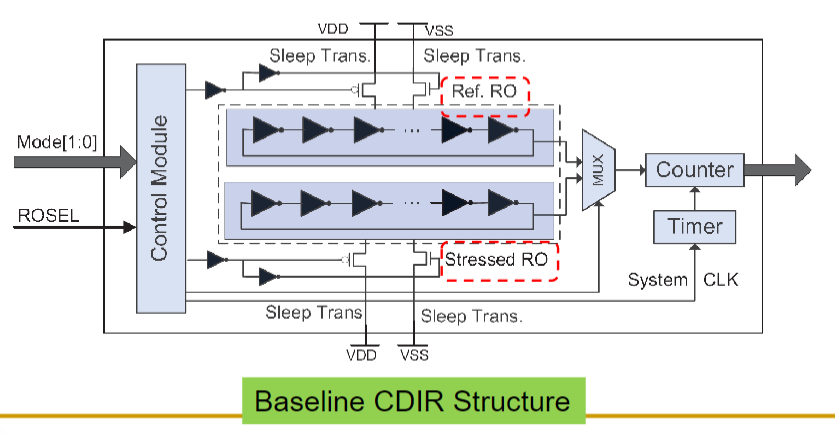 VDD
VSS
Sleep Trans.
Sleep Trans.
Ref. RO
Mode[1:0]
Control Module
...
MUX
Counter
ROSEL
...
Timer
Stressed RO
System CLK
Sleep Trans
Sleep Trans.
VDD
VSS
Baseline CDIR Structure